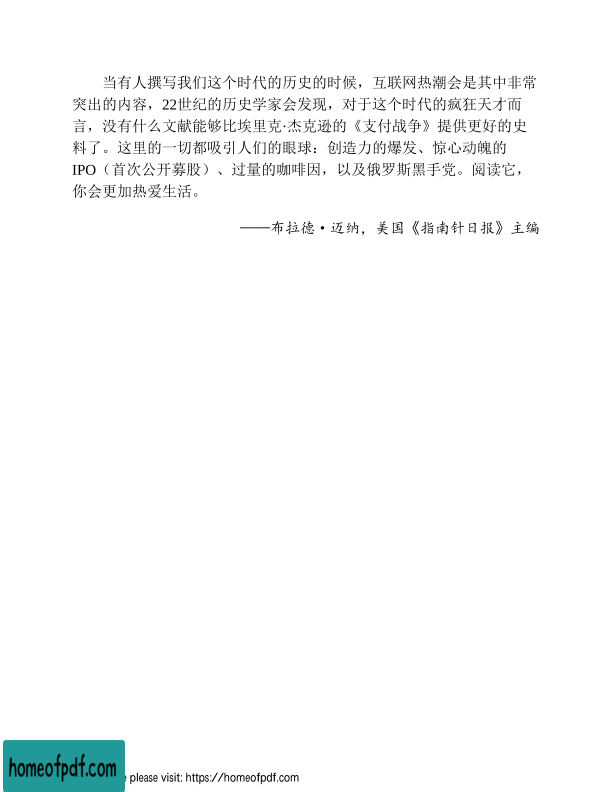 当有人撰写我们这个时代的历史的时候，互联网热潮会是其中非常
突出的内容，22世纪的历史学家会发现，对于这个时代的疯狂天才而
言，没有什么文献能够比埃里克·杰克逊的《支付战争》提供更好的史
料了。这里的一切都吸引人们的眼球：创造力的爆发、惊心动魄的
IPO（首次公开募股）、过量的咖啡因，以及俄罗斯黑手党。阅读它，
你会更加热爱生活。
——布拉德·迈纳，美国《指南针日报》主编
homeofpdf.com
please visit: https://homeofpdf.com